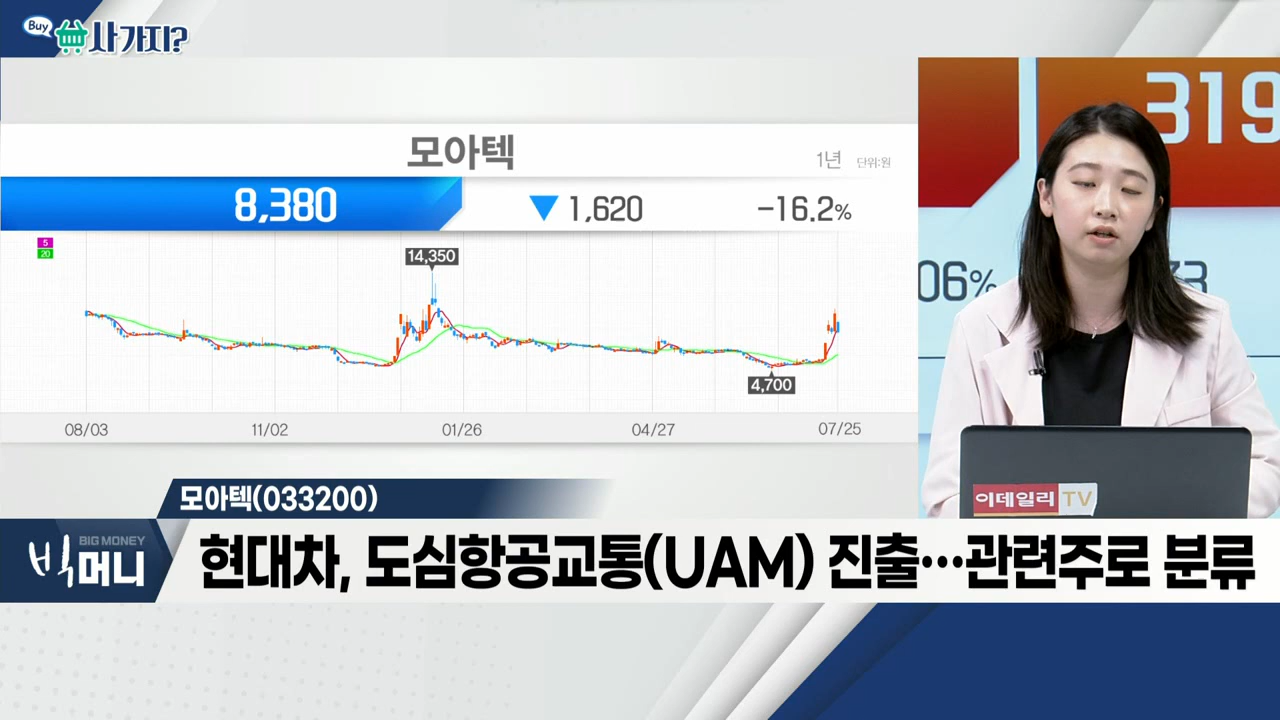 Buy
사가지?
모아텍
1년 단위:원
8,380 ▼ 1,620 -16.2%
5
20
14,350
4,700
08/03 11/02 01/26 04/27 07/25
319
06%
이데일리 TV
모아텍(033200)
BIG MONEY
빅머니
현대차, 도심항공교통(UAM) 진출…관련주로 분류